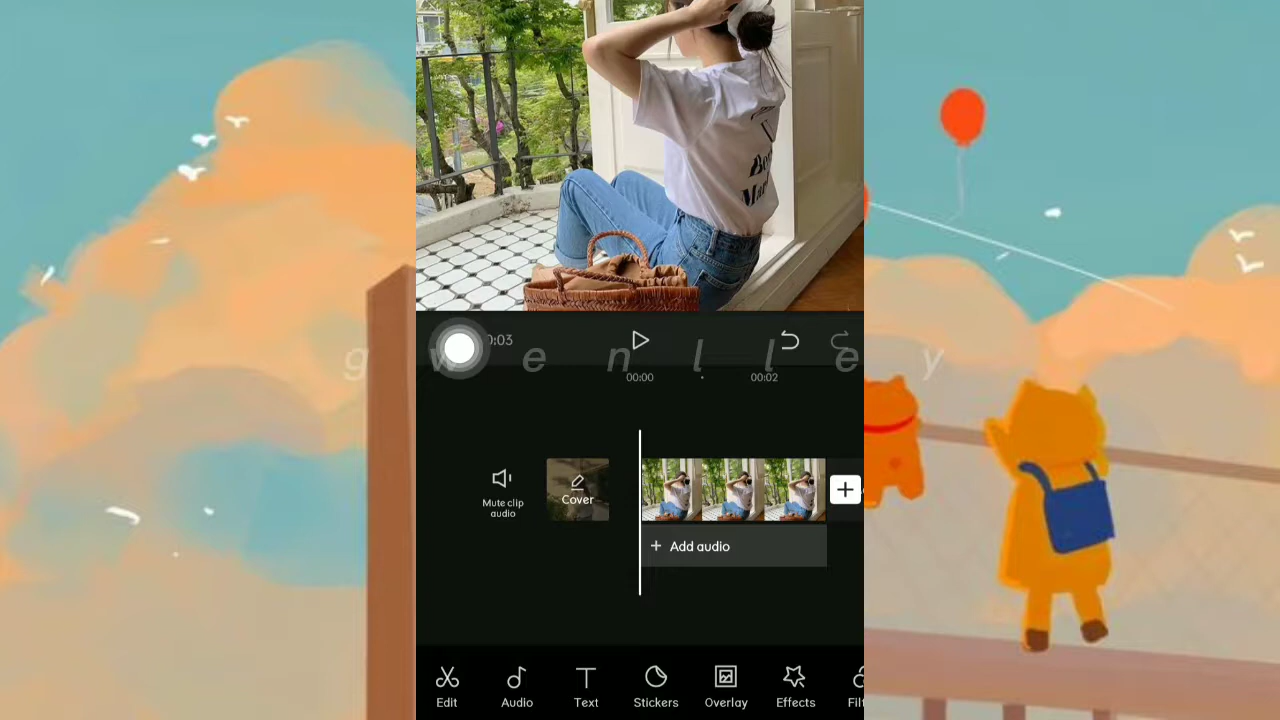 0:03
g w e n l l e y
00:00
00:02
Mute clip
audio
Cover
+ Add audio
Edit
Audio
Text
Stickers
Overlay
Effects